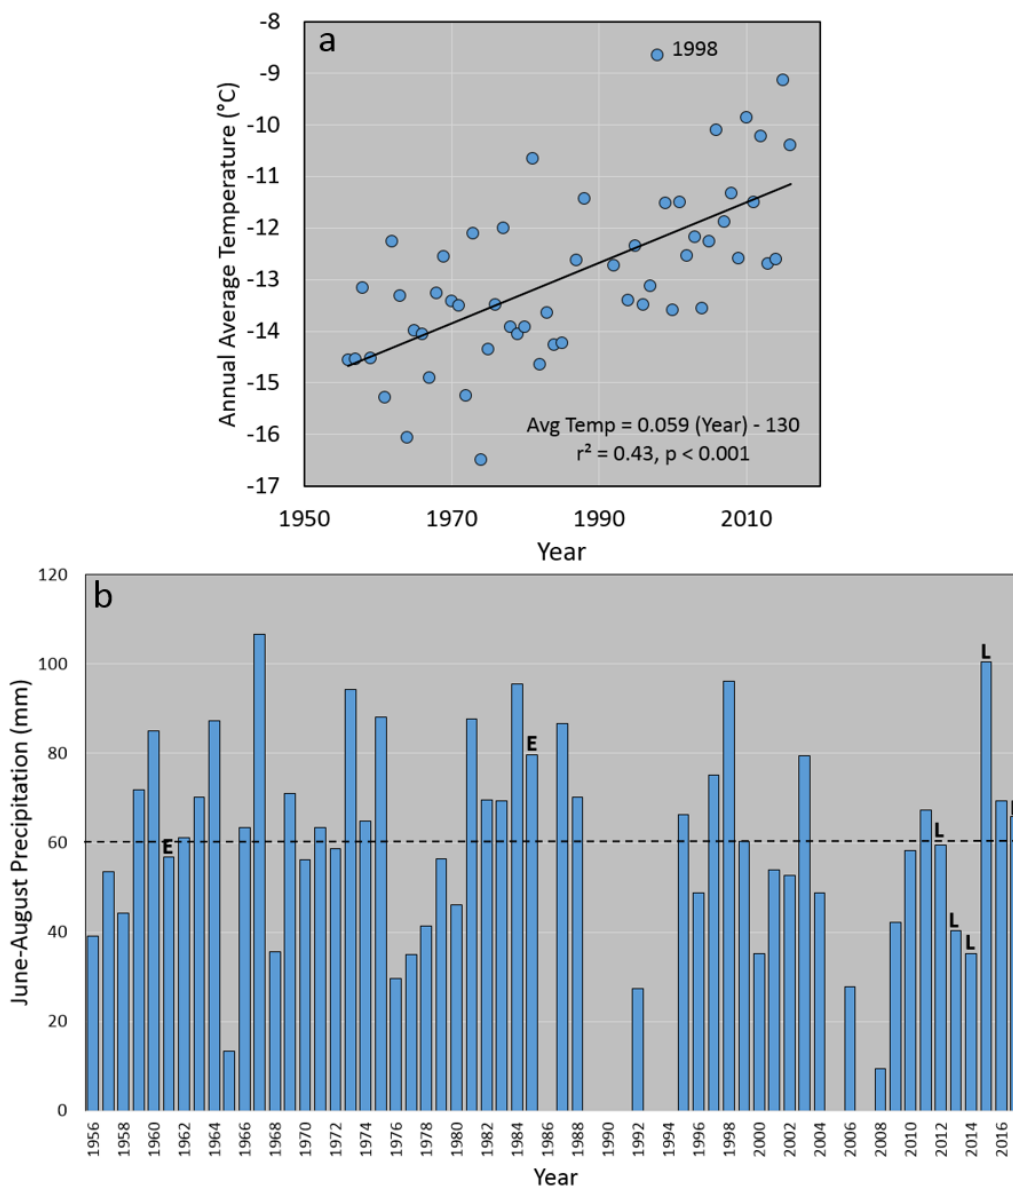 a
-8
-9
-10
-11
-12
-13
-14
-15
-16
-17
Annual Average Temperature (°C)
1998
Avg Temp = 0.059 (Year) - 130
r² = 0.43, p < 0.001
1950 1970 1990 2010
Year
b
120
100
80
60
40
20
0
June-August Precipitation (mm)
E
E
L
L
L
L
1956 1958 1960 1962 1964 1966 1968 1970 1972 1974 1976 1978 1980 1982 1984 1986 1988 1990 1992 1994 1996 1998 2000 2002 2004 2006 2008 2010 2012 2014 2016
Year